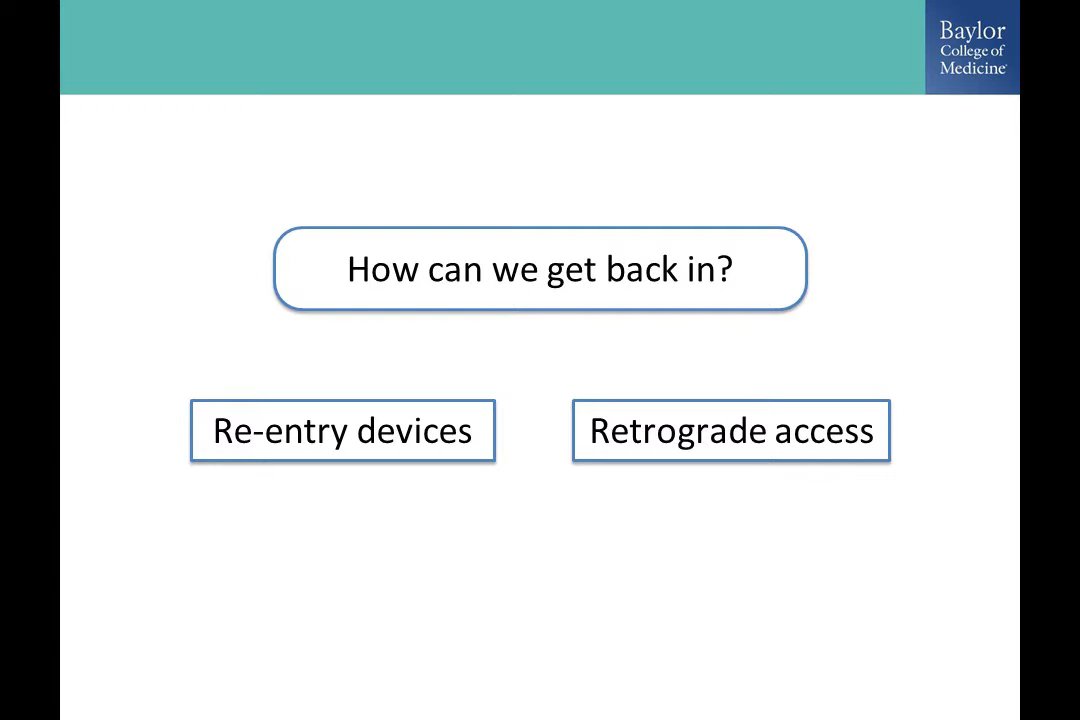 Baylor
College of
Medicine
How can we get back in?
Re-entry devices
Retrograde access